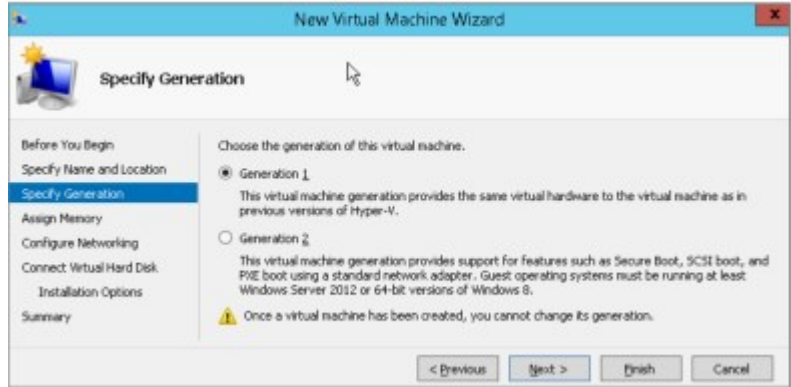 New Virtual Machine Wizard
Specify Generation
Before You Begin
Specify Name and Location
Specify Generation
Assign Memory
Configure Networking
Connect Virtual Hard Disk
Installation Options
Summary
Choose the generation of this virtual machine.
Generation 1
This virtual machine generation provides the same virtual hardware to the virtual machine as in
previous versions of Hyper-V.
Generation 2
This virtual machine generation provides support for features such as Secure Boot, SCSI boot, and
PXE boot using a standard network adapter. Guest operating systems must be running at least
Windows Server 2012 or 64-bit versions of Windows 8.
Once a virtual machine has been created, you cannot change its generation.
< Previous
Next >
Finish
Cancel